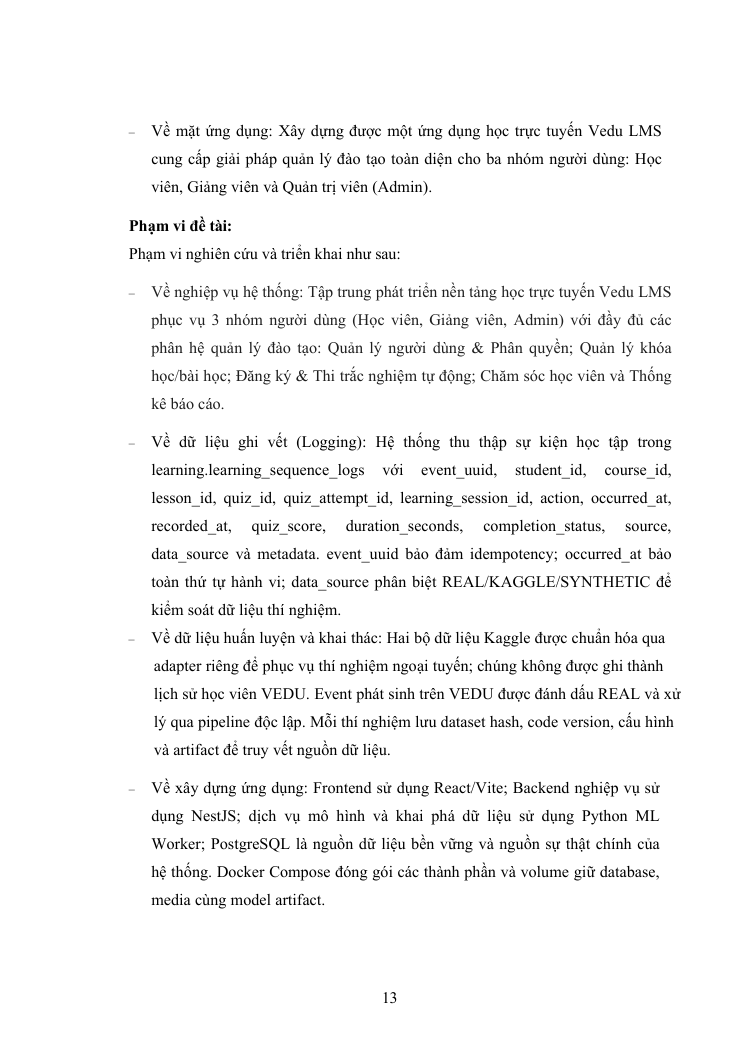 – Về mặt ứng dụng: Xây dựng được một ứng dụng học trực tuyến Vedu LMS
cung cấp giải pháp quản lý đào tạo toàn diện cho ba nhóm người dùng: Học
viên, Giảng viên và Quản trị viên (Admin).
Phạm vi đề tài:
Phạm vi nghiên cứu và triển khai như sau:
– Về nghiệp vụ hệ thống: Tập trung phát triển nền tảng học trực tuyến Vedu LMS
phục vụ 3 nhóm người dùng (Học viên, Giảng viên, Admin) với đầy đủ các
phân hệ quản lý đào tạo: Quản lý người dùng & Phân quyền; Quản lý khóa
học/bài học; Đăng ký & Thi trắc nghiệm tự động; Chăm sóc học viên và Thống
kê báo cáo.
– Về dữ liệu ghi vết (Logging): Hệ thống thu thập sự kiện học tập trong
learning.learning_sequence_logs với event_uuid, student_id, course_id,
lesson_id, quiz_id, quiz_attempt_id, learning_session_id, action, occurred_at,
recorded_at, quiz_score, duration_seconds, completion_status, source,
data_source và metadata. event_uuid bảo đảm idempotency; occurred_at bảo
toàn thứ tự hành vi; data_source phân biệt REAL/KAGGLE/SYNTHETIC để
kiểm soát dữ liệu thí nghiệm.
– Về dữ liệu huấn luyện và khai thác: Hai bộ dữ liệu Kaggle được chuẩn hóa qua
adapter riêng để phục vụ thí nghiệm ngoại tuyến; chúng không được ghi thành
lịch sử học viên VEDU. Event phát sinh trên VEDU được đánh dấu REAL và xử
lý qua pipeline độc lập. Mỗi thí nghiệm lưu dataset hash, code version, cấu hình
và artifact để truy vết nguồn dữ liệu.
– Về xây dựng ứng dụng: Frontend sử dụng React/Vite; Backend nghiệp vụ sử
dụng NestJS; dịch vụ mô hình và khai phá dữ liệu sử dụng Python ML
Worker; PostgreSQL là nguồn dữ liệu bền vững và nguồn sự thật chính của
hệ thống. Docker Compose đóng gói các thành phần và volume giữ database,
media cùng model artifact.
13